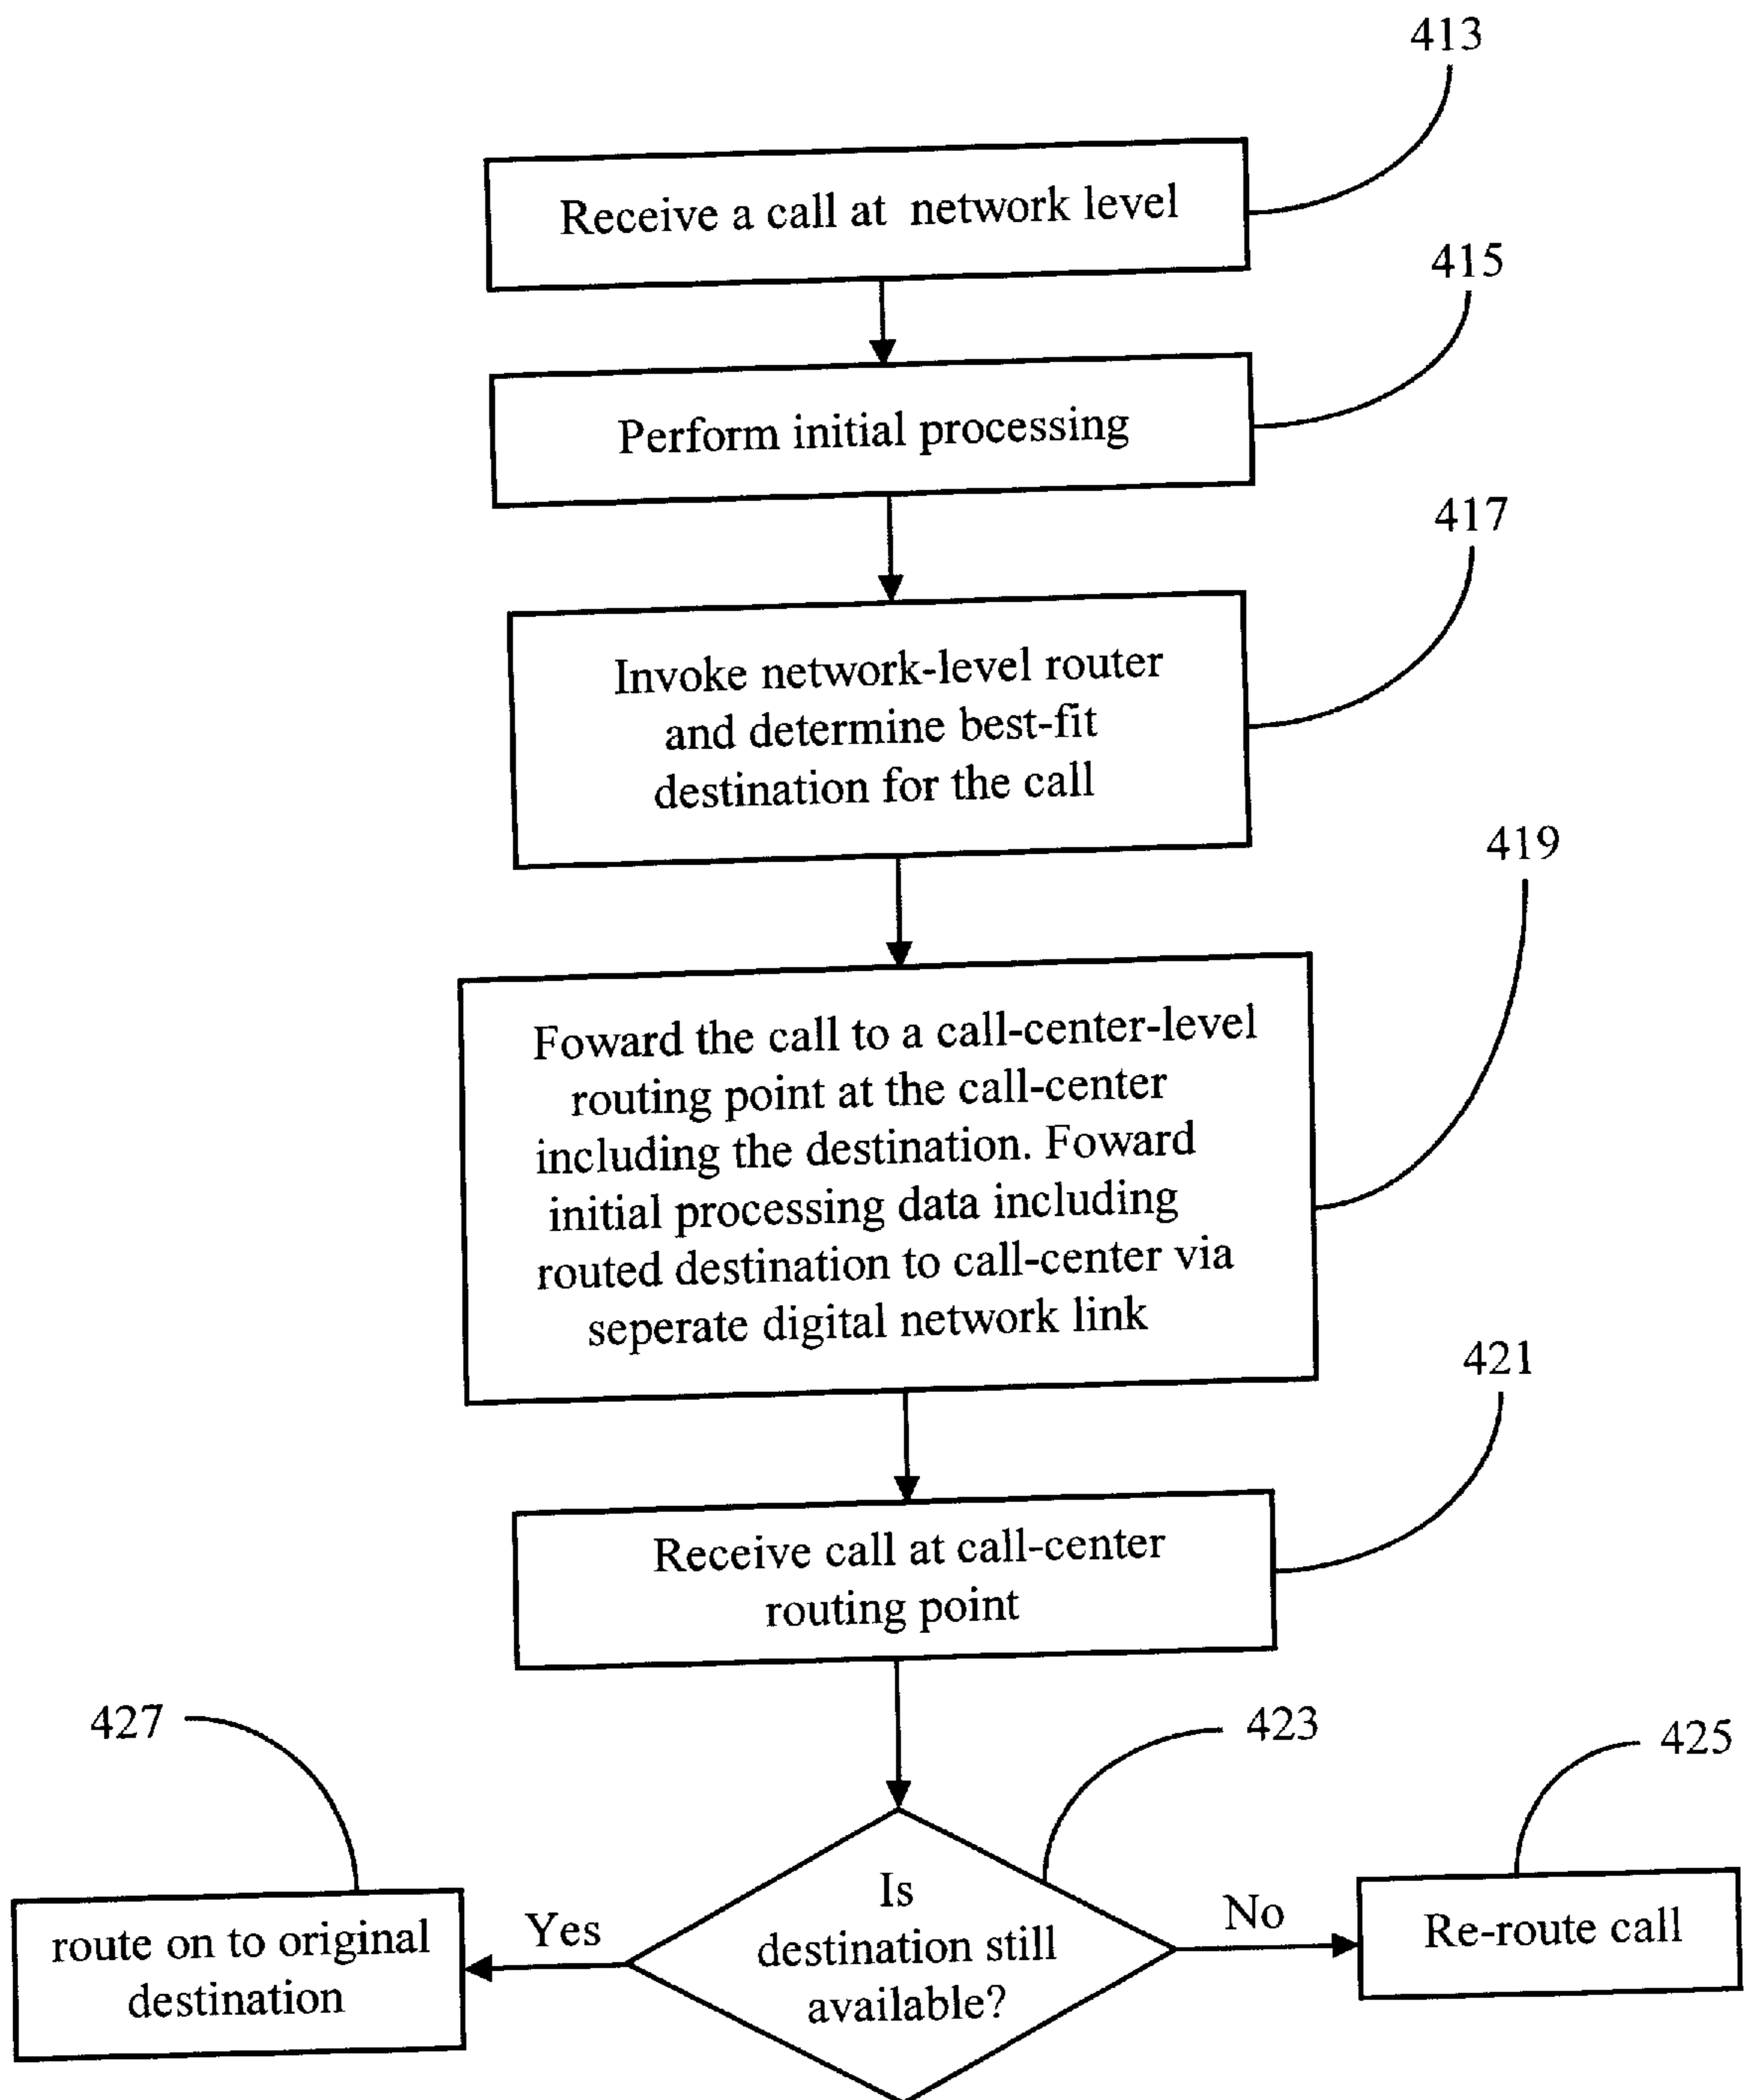 413
Receive a call at network level
415
Perform initial processing
417
Invoke network-level router
and determine best-fit
destination for the call
419
Foward the call to a call-center-level
routing point at the call-center
including the destination. Foward
initial processing data including
routed destination to call-center via
seperate digital network link
421
Receive call at call-center
routing point
427
423
425
Is
destination still
available?
Yes
No
route on to original
destination
Re-route call